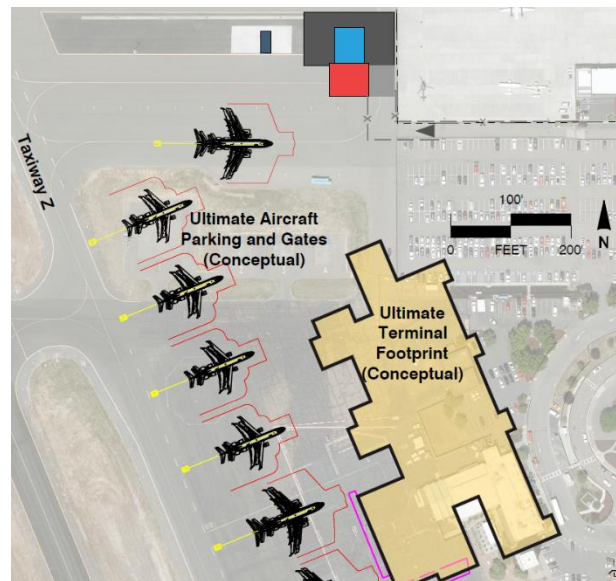 Taxiway Z
Ultimate Aircraft
Parking and Gates
(Conceptual)
100'
0 FEET 200'
N
Ultimate
Terminal
Footprint
(Conceptual)